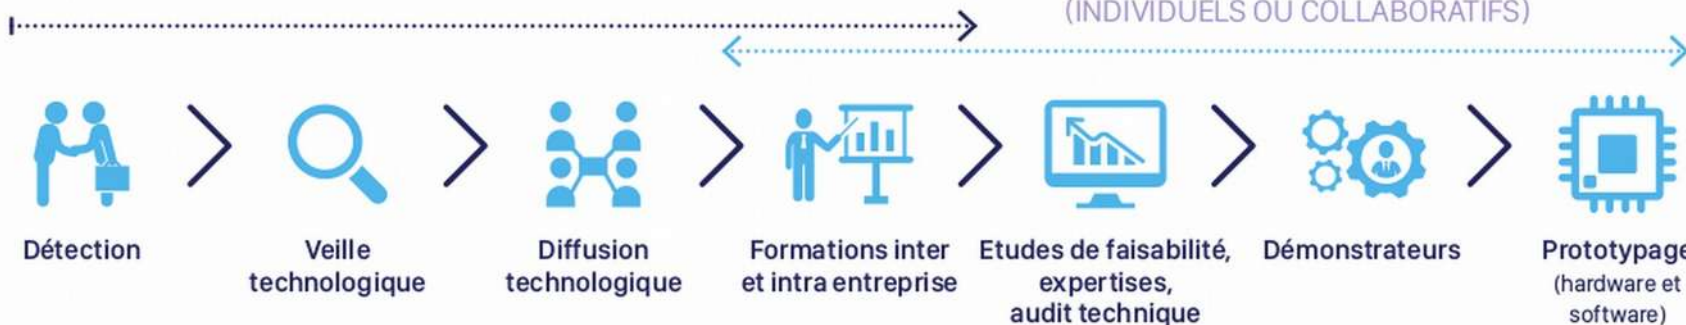 (INDIVIDUELS OU COLLABORATIFS)
Détection
Veille
technologique
Diffusion
technologique
Formations inter
et intra entreprise
Etudes de faisabilité,
expertises,
audit technique
Démonstrateurs
Prototypage
(hardware et
software)